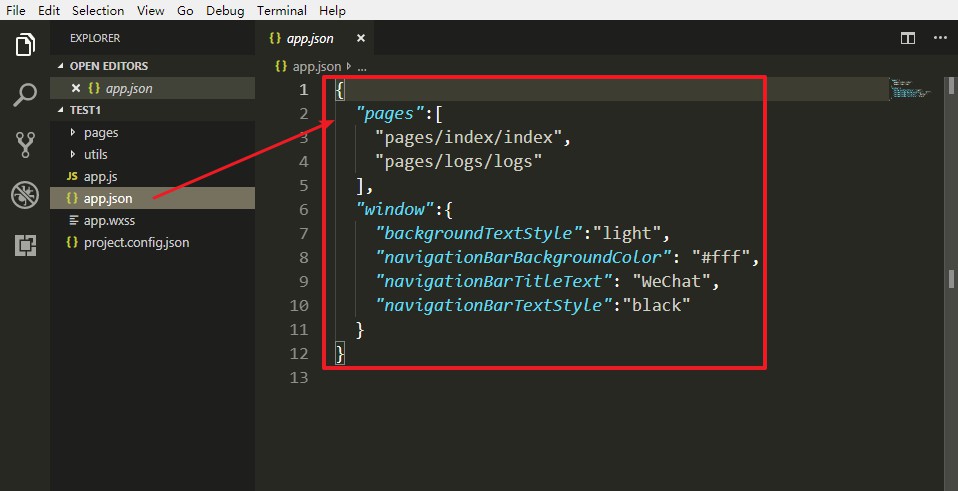 File Edit Selection View Go Debug Terminal Help
EXPLORER
OPEN EDITORS
{} app.json
TEST1
pages
utils
JS app.js
{} app.json
app.wxss
{} project.config.json
{} app.json ×
{} app.json ...
1 {
2 "pages":[
3 "pages/index/index",
4 "pages/logs/logs"
5 ],
6 "window":{
7 "backgroundTextStyle":"light",
8 "navigationBarBackgroundColor": "#fff",
9 "navigationBarTitleText": "WeChat",
10 "navigationBarTextStyle":"black"
11 }
12 }
13